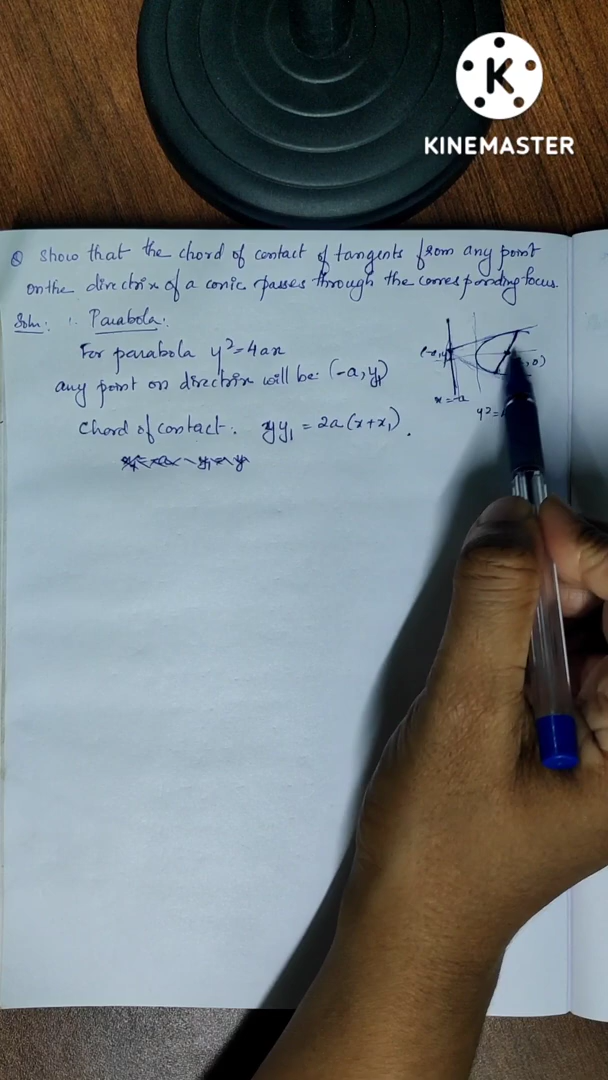 K
KINEMASTER
Q Show that the chord of contact of tangents from any point
on the directrix of a conic passes through the corresponding focus.
Soln: 1. Parabola:
For parabola y²=4ax
any point on directrix will be: (-a, y₁)
Chord of contact: yy₁ = 2a(x+x₁).
x=-a
y²=